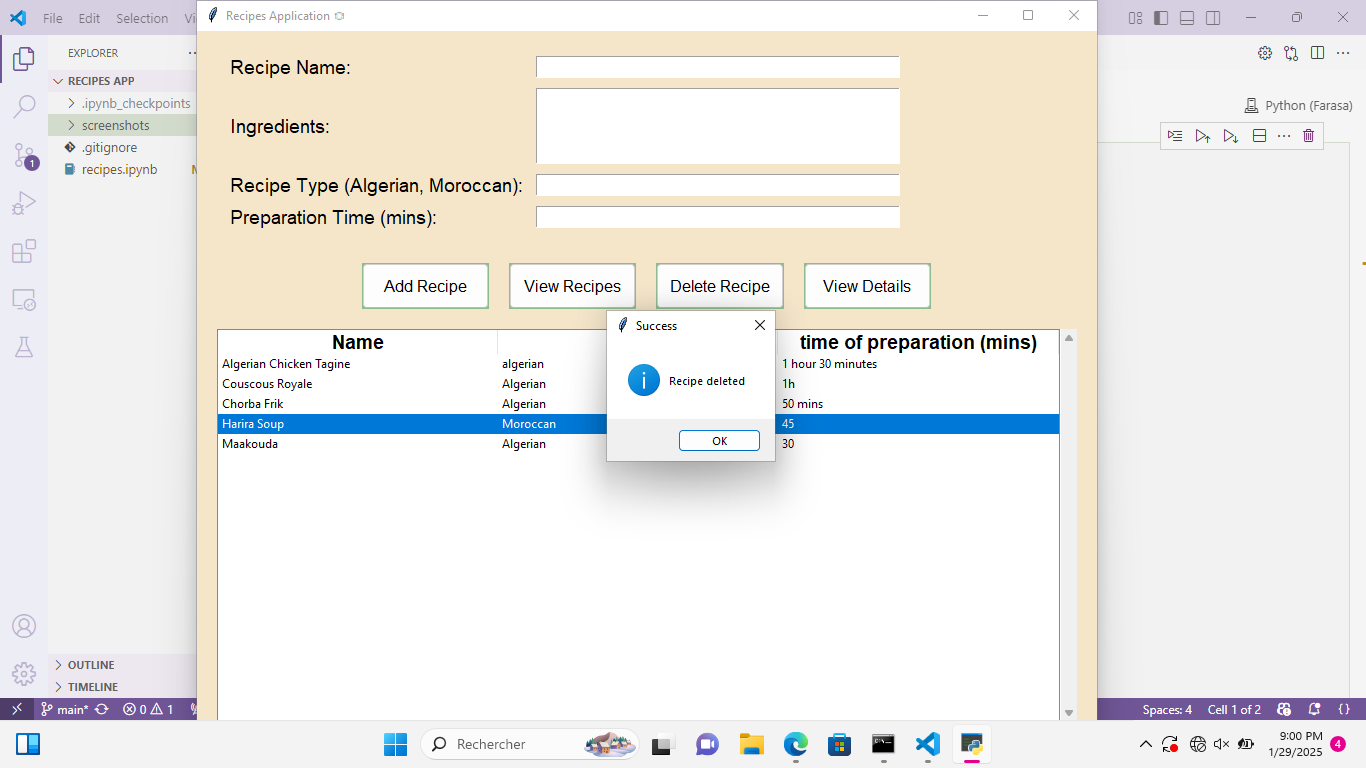 Recipes Application
File Edit Selection
EXPLORER
RECIPES APP
.ipynb_checkpoints
screenshots
.gitignore
recipes.ipynb
Python (Farasa)
Recipe Name:
Ingredients:
Recipe Type (Algerian, Moroccan):
Preparation Time (mins):
Add Recipe View Recipes Delete Recipe View Details
Name time of preparation (mins)
Algerian Chicken Tagine algerian 1 hour 30 minutes
Couscous Royale Algerian 1h
Chorba Frik Algerian 50 mins
Harira Soup Moroccan 45
Maakouda Algerian 30
Success
Recipe deleted
OK
OUTLINE
TIMELINE
main* 0 1 Spaces: 4 Cell 1 of 2
Rechercher
9:00 PM
1/29/2025
4
1